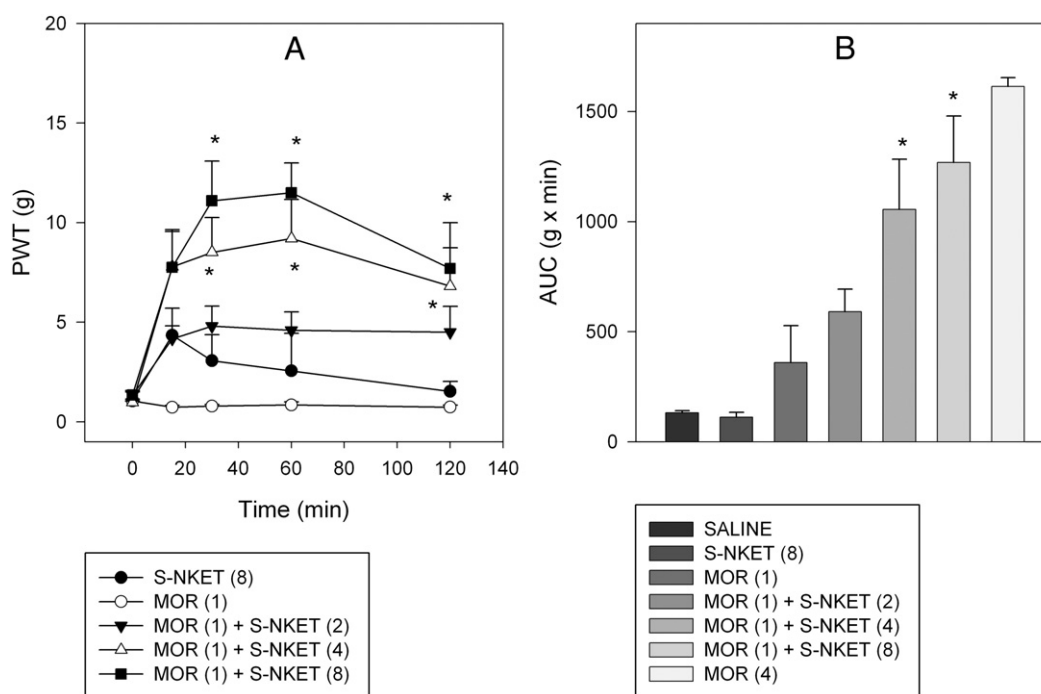 A
20
15
10
5
0
PWT (g)
*
*
*
*
*
*
0 20 40 60 80 100 120 140
Time (min)
S-NKET (8)
MOR (1)
MOR (1) + S-NKET (2)
MOR (1) + S-NKET (4)
MOR (1) + S-NKET (8)
B
1500
1000
500
0
AUC (g x min)
*
*
SALINE
S-NKET (8)
MOR (1)
MOR (1) + S-NKET (2)
MOR (1) + S-NKET (4)
MOR (1) + S-NKET (8)
MOR (4)